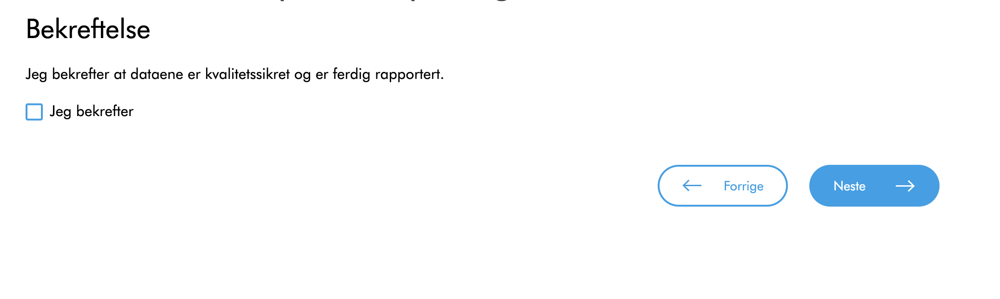 Bekreftelse
Jeg bekrefter at dataene er kvalitetssikret og er ferdig rapportert.
Jeg bekrefter
Forrige
Neste